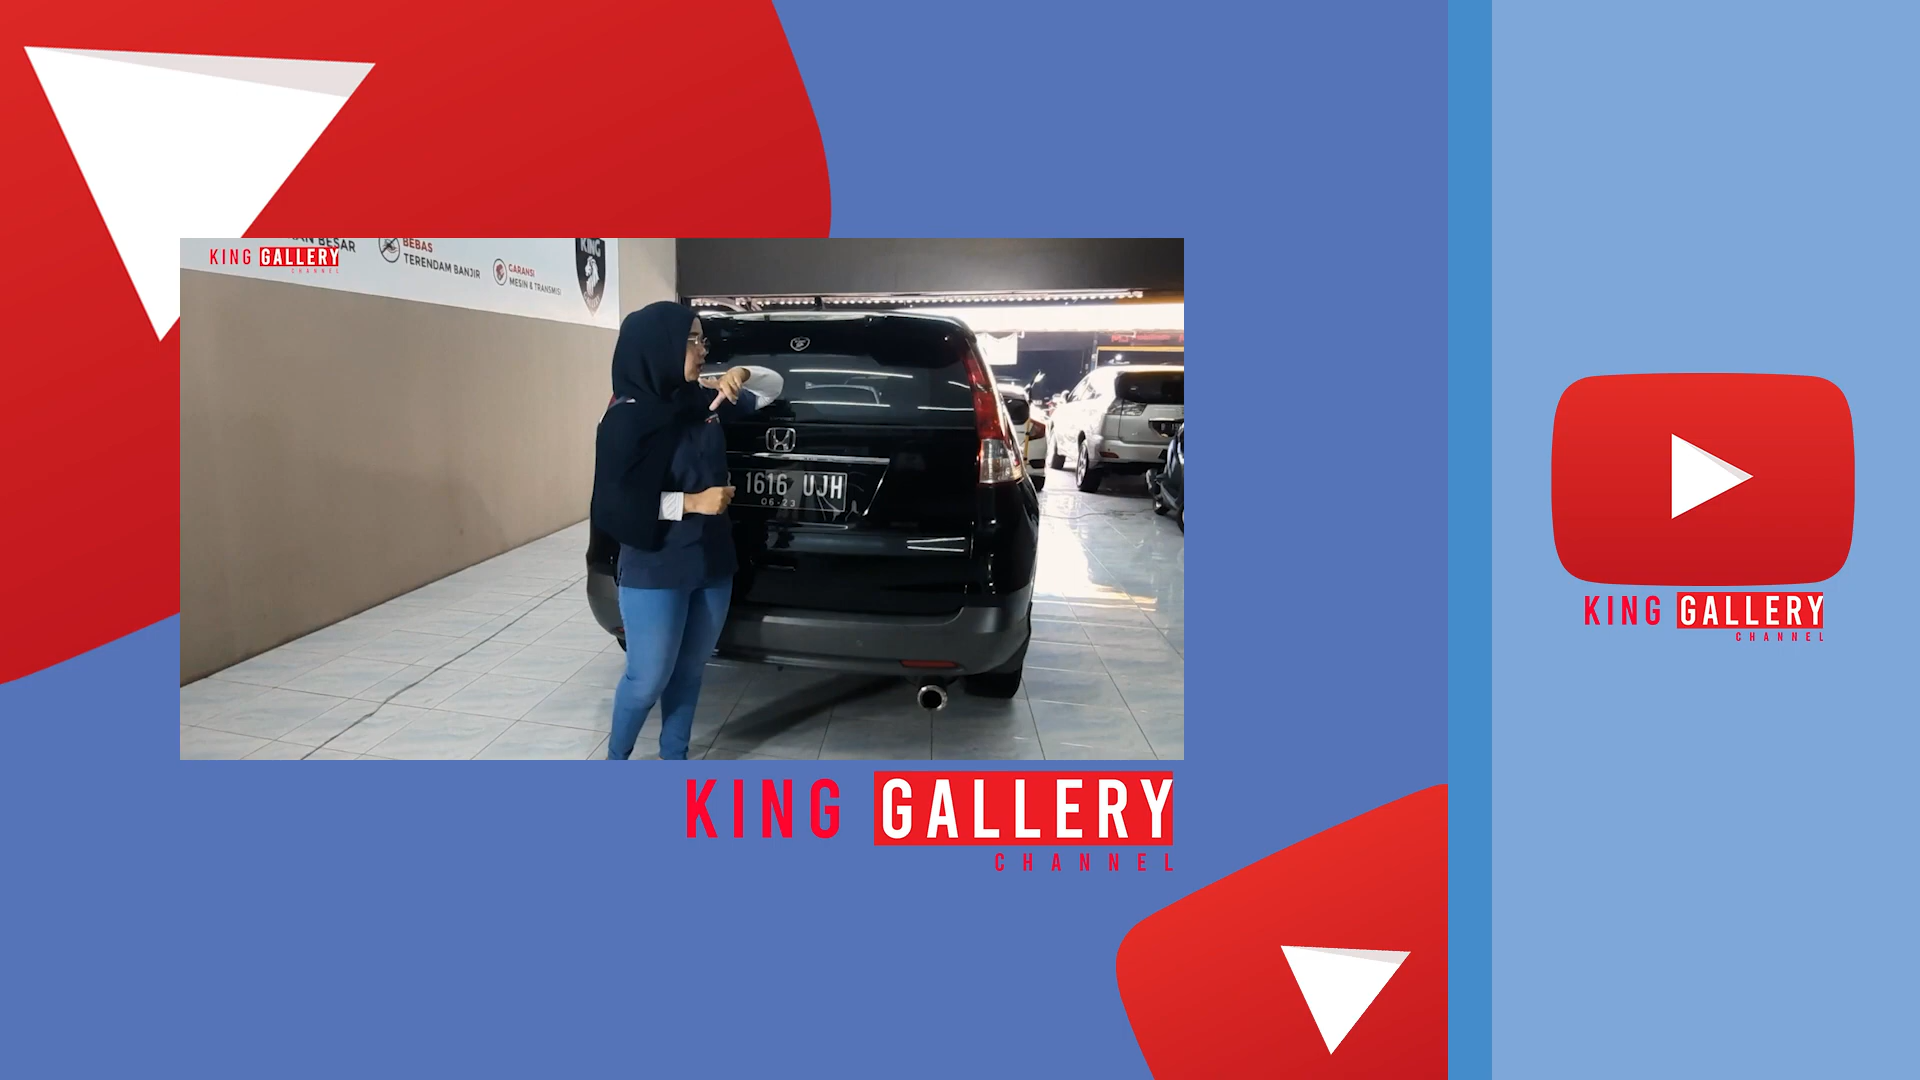 BESAR
KING GALLERY
CHANNEL
BEBAS
TERENDAM BANJIR
GARANSI
MESIN & TRANSMISI
KING
1616 UJH
06-23
KING GALLERY
CHANNEL
KING GALLERY
CHANNEL